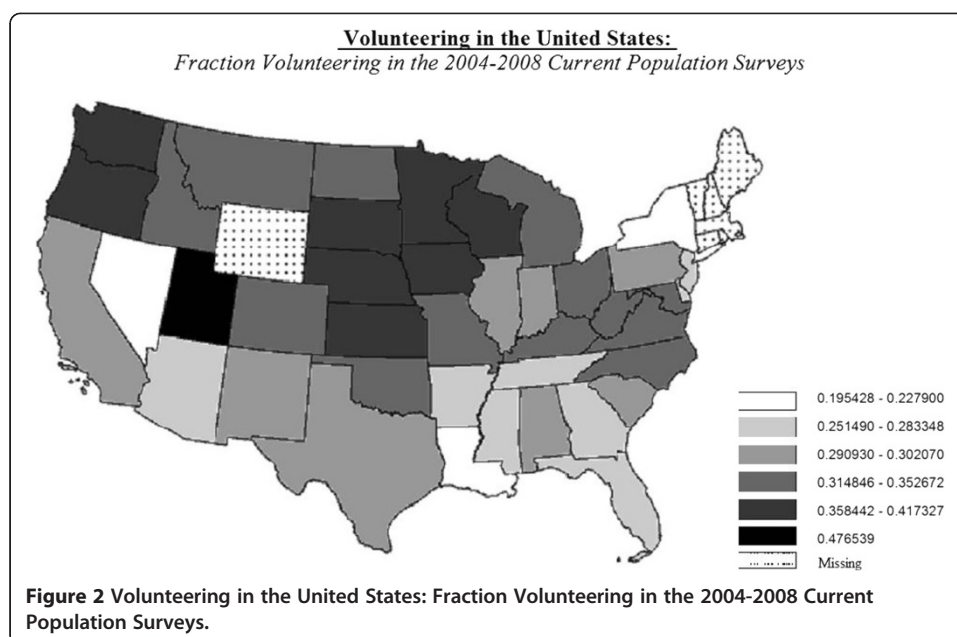 Volunteering in the United States:
Fraction Volunteering in the 2004-2008 Current Population Surveys
0.195428 - 0.227900
0.251490 - 0.283348
0.290930 - 0.302070
0.314846 - 0.352672
0.358442 - 0.417327
0.476539
Missing
Figure 2 Volunteering in the United States: Fraction Volunteering in the 2004-2008 Current
Population Surveys.